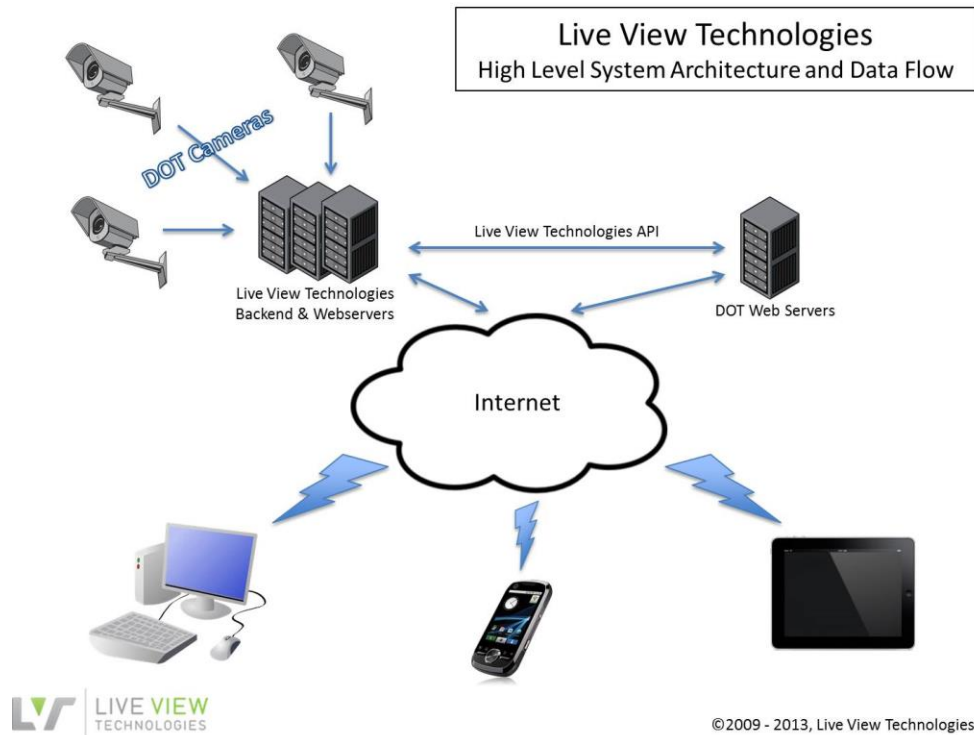 Live View Technologies
High Level System Architecture and Data Flow
DOT Cameras
Live View Technologies API
Live View Technologies
Backend & Webservers
DOT Web Servers
Internet
LVT
LIVE VIEW
TECHNOLOGIES
©2009 - 2013, Live View Technologies